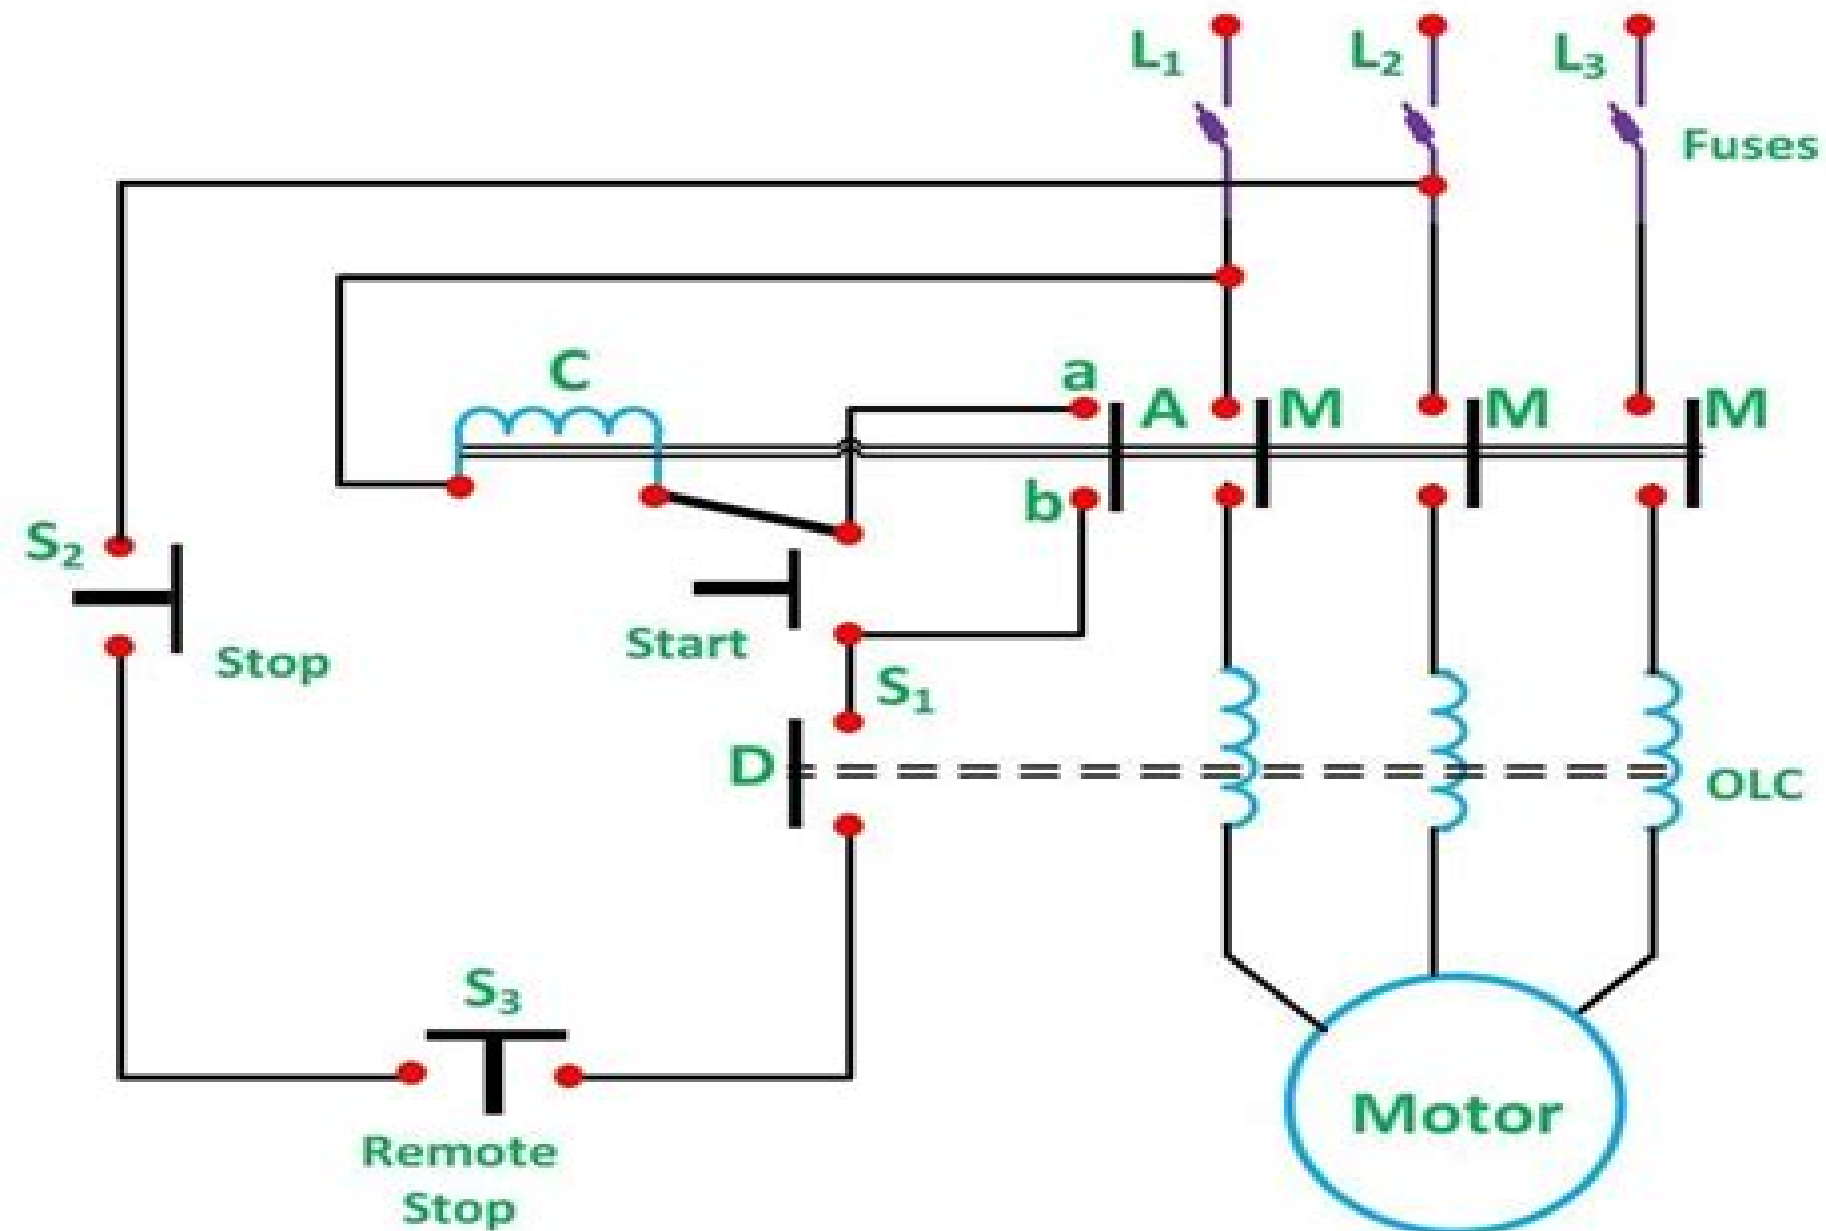 L₁
L₂
L₃
Fuses
C
a
A
M
M
M
b
S₂
Start
Stop
S₁
D
OLC
S₃
Motor
Remote
Stop